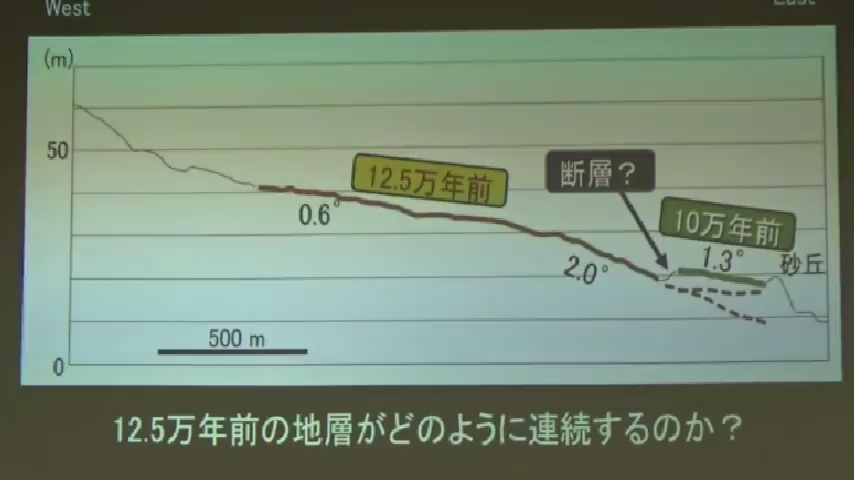 West
East
(m)
50
12.5万年前
断層？
0.6°
10万年前
1.3°
砂丘
2.0°
500 m
0
12.5万年前の地層がどのように連続するのか？